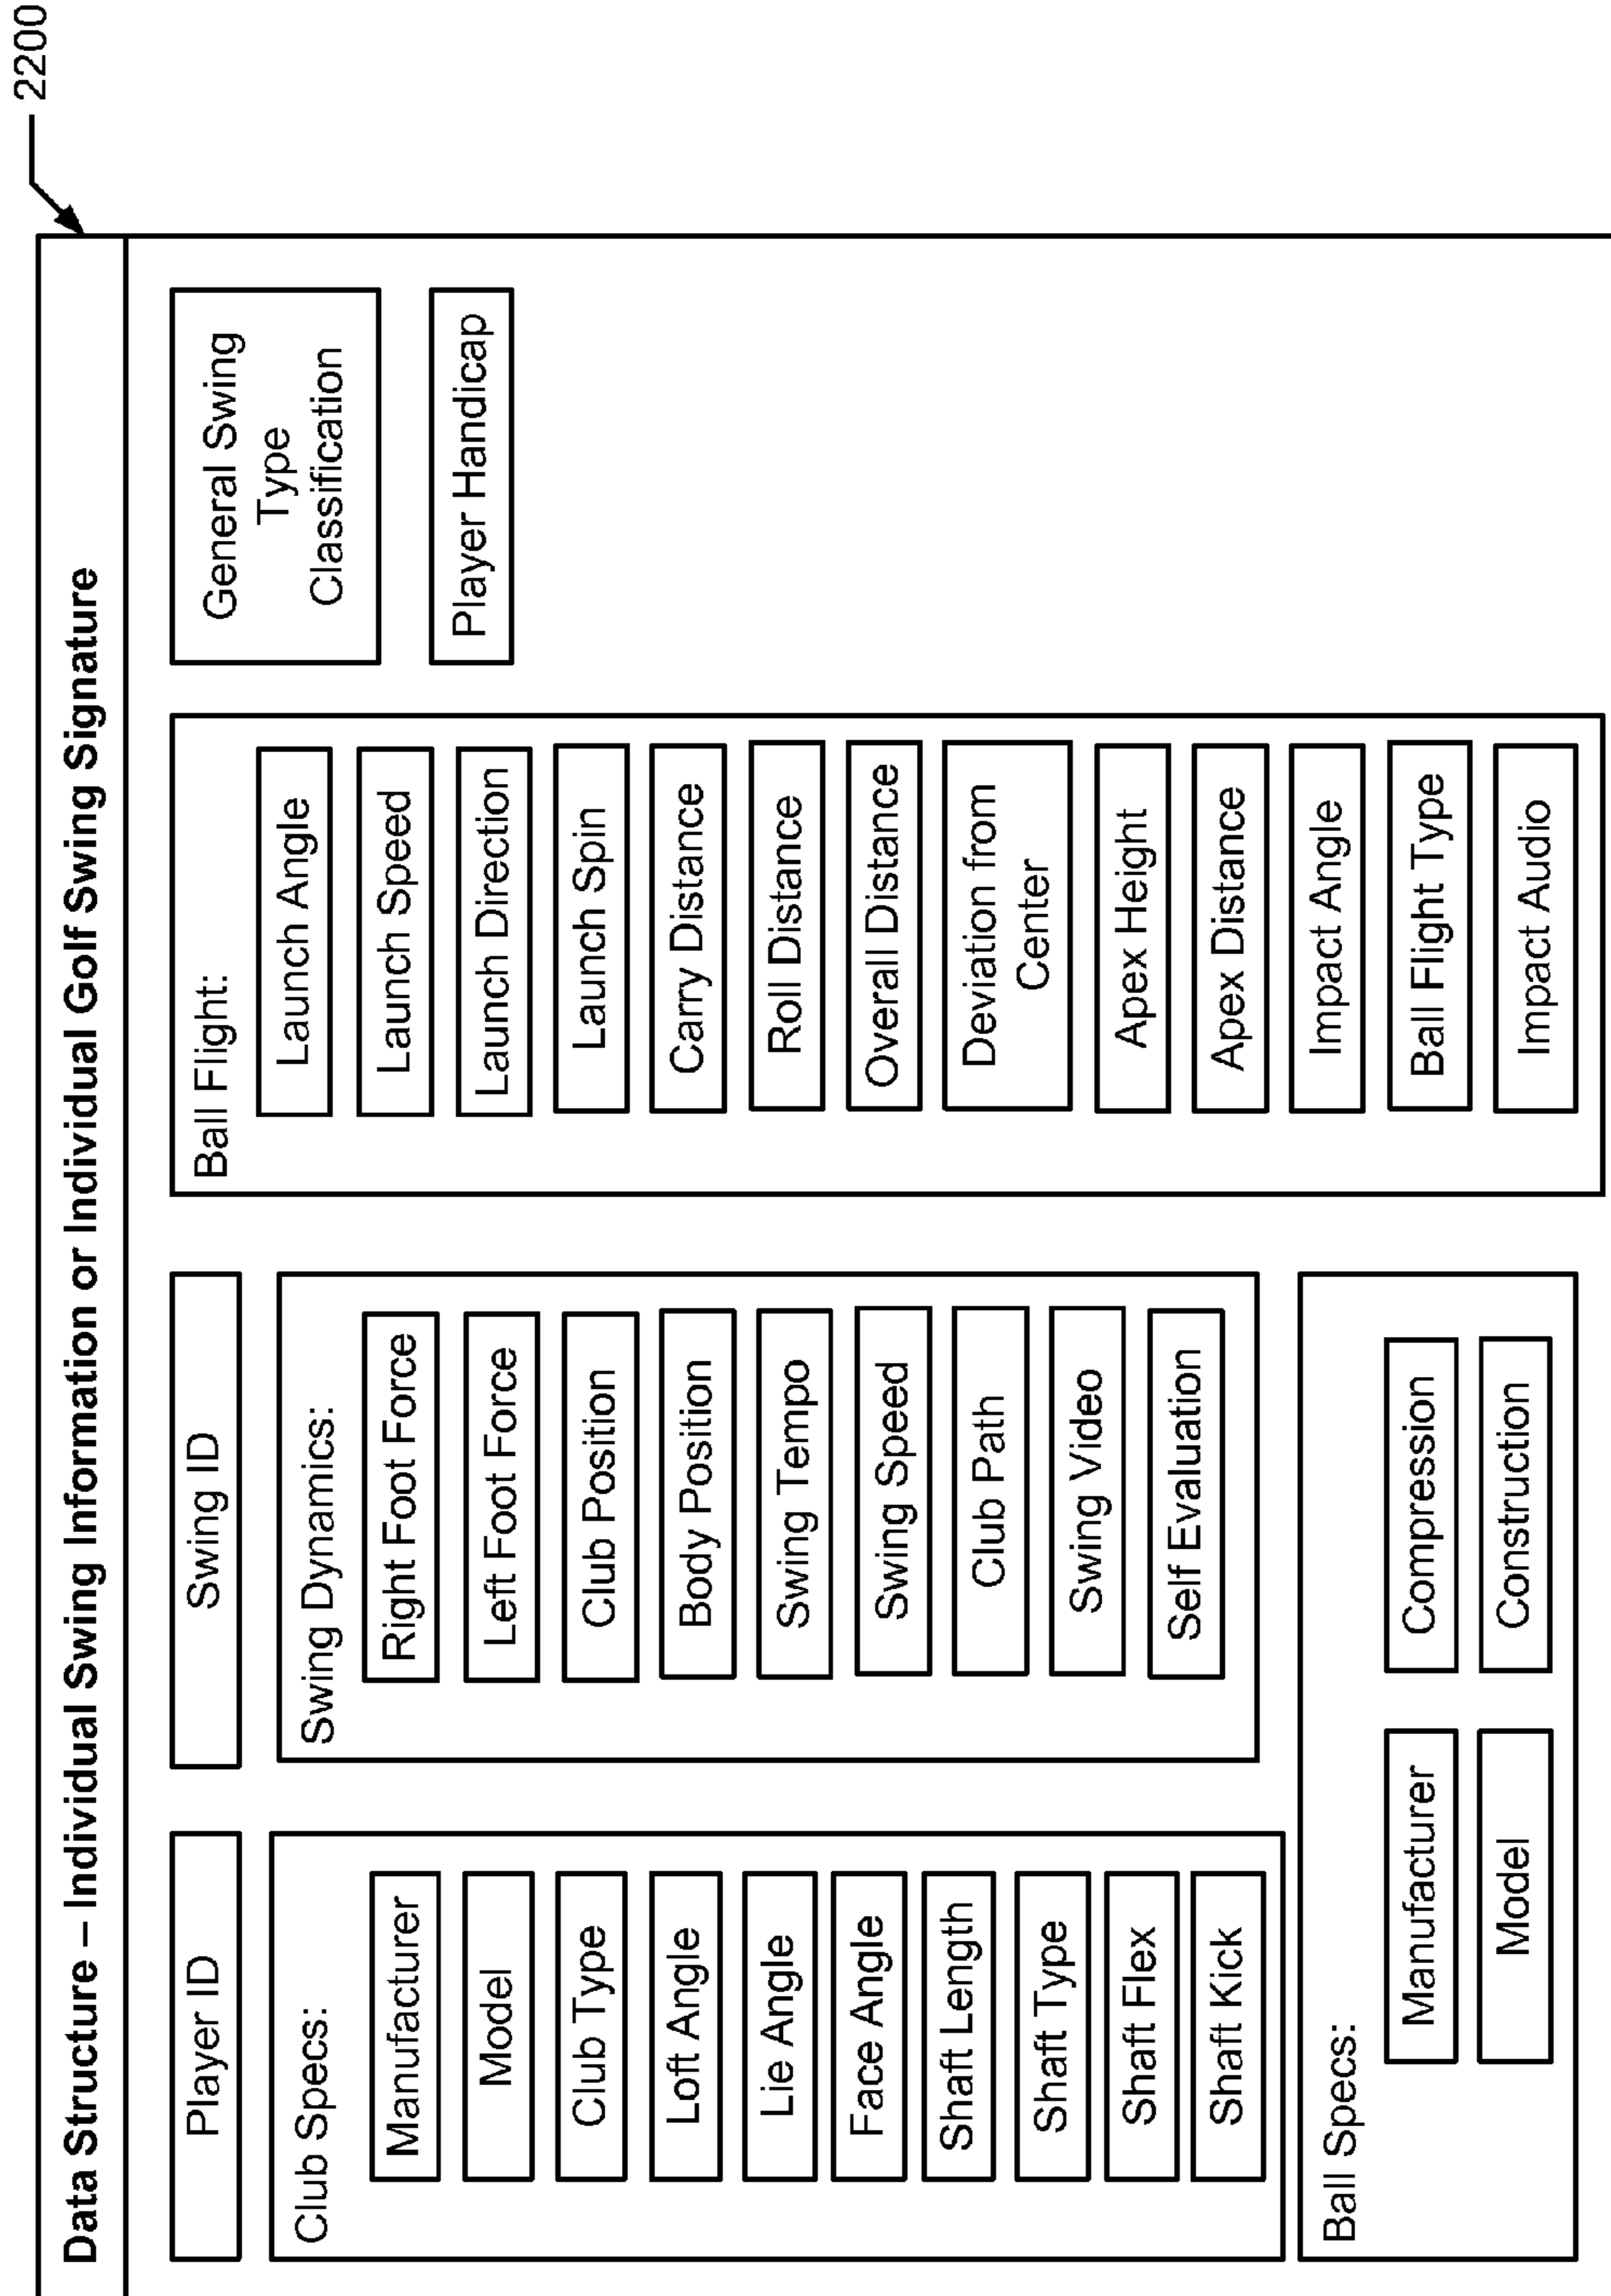 2200
Data Structure – Individual Swing Information or Individual Golf Swing Signature
Player ID
Swing ID
Club Specs:
Manufacturer
Model
Club Type
Loft Angle
Lie Angle
Face Angle
Shaft Length
Shaft Type
Shaft Flex
Shaft Kick
Swing Dynamics:
Right Foot Force
Left Foot Force
Club Position
Body Position
Swing Tempo
Swing Speed
Club Path
Swing Video
Self Evaluation
Ball Specs:
Manufacturer
Model
Compression
Construction
Ball Flight:
Launch Angle
Launch Speed
Launch Direction
Launch Spin
Carry Distance
Roll Distance
Overall Distance
Deviation from
Center
Apex Height
Apex Distance
Impact Angle
Ball Flight Type
Impact Audio
General Swing
Type
Classification
Player Handicap